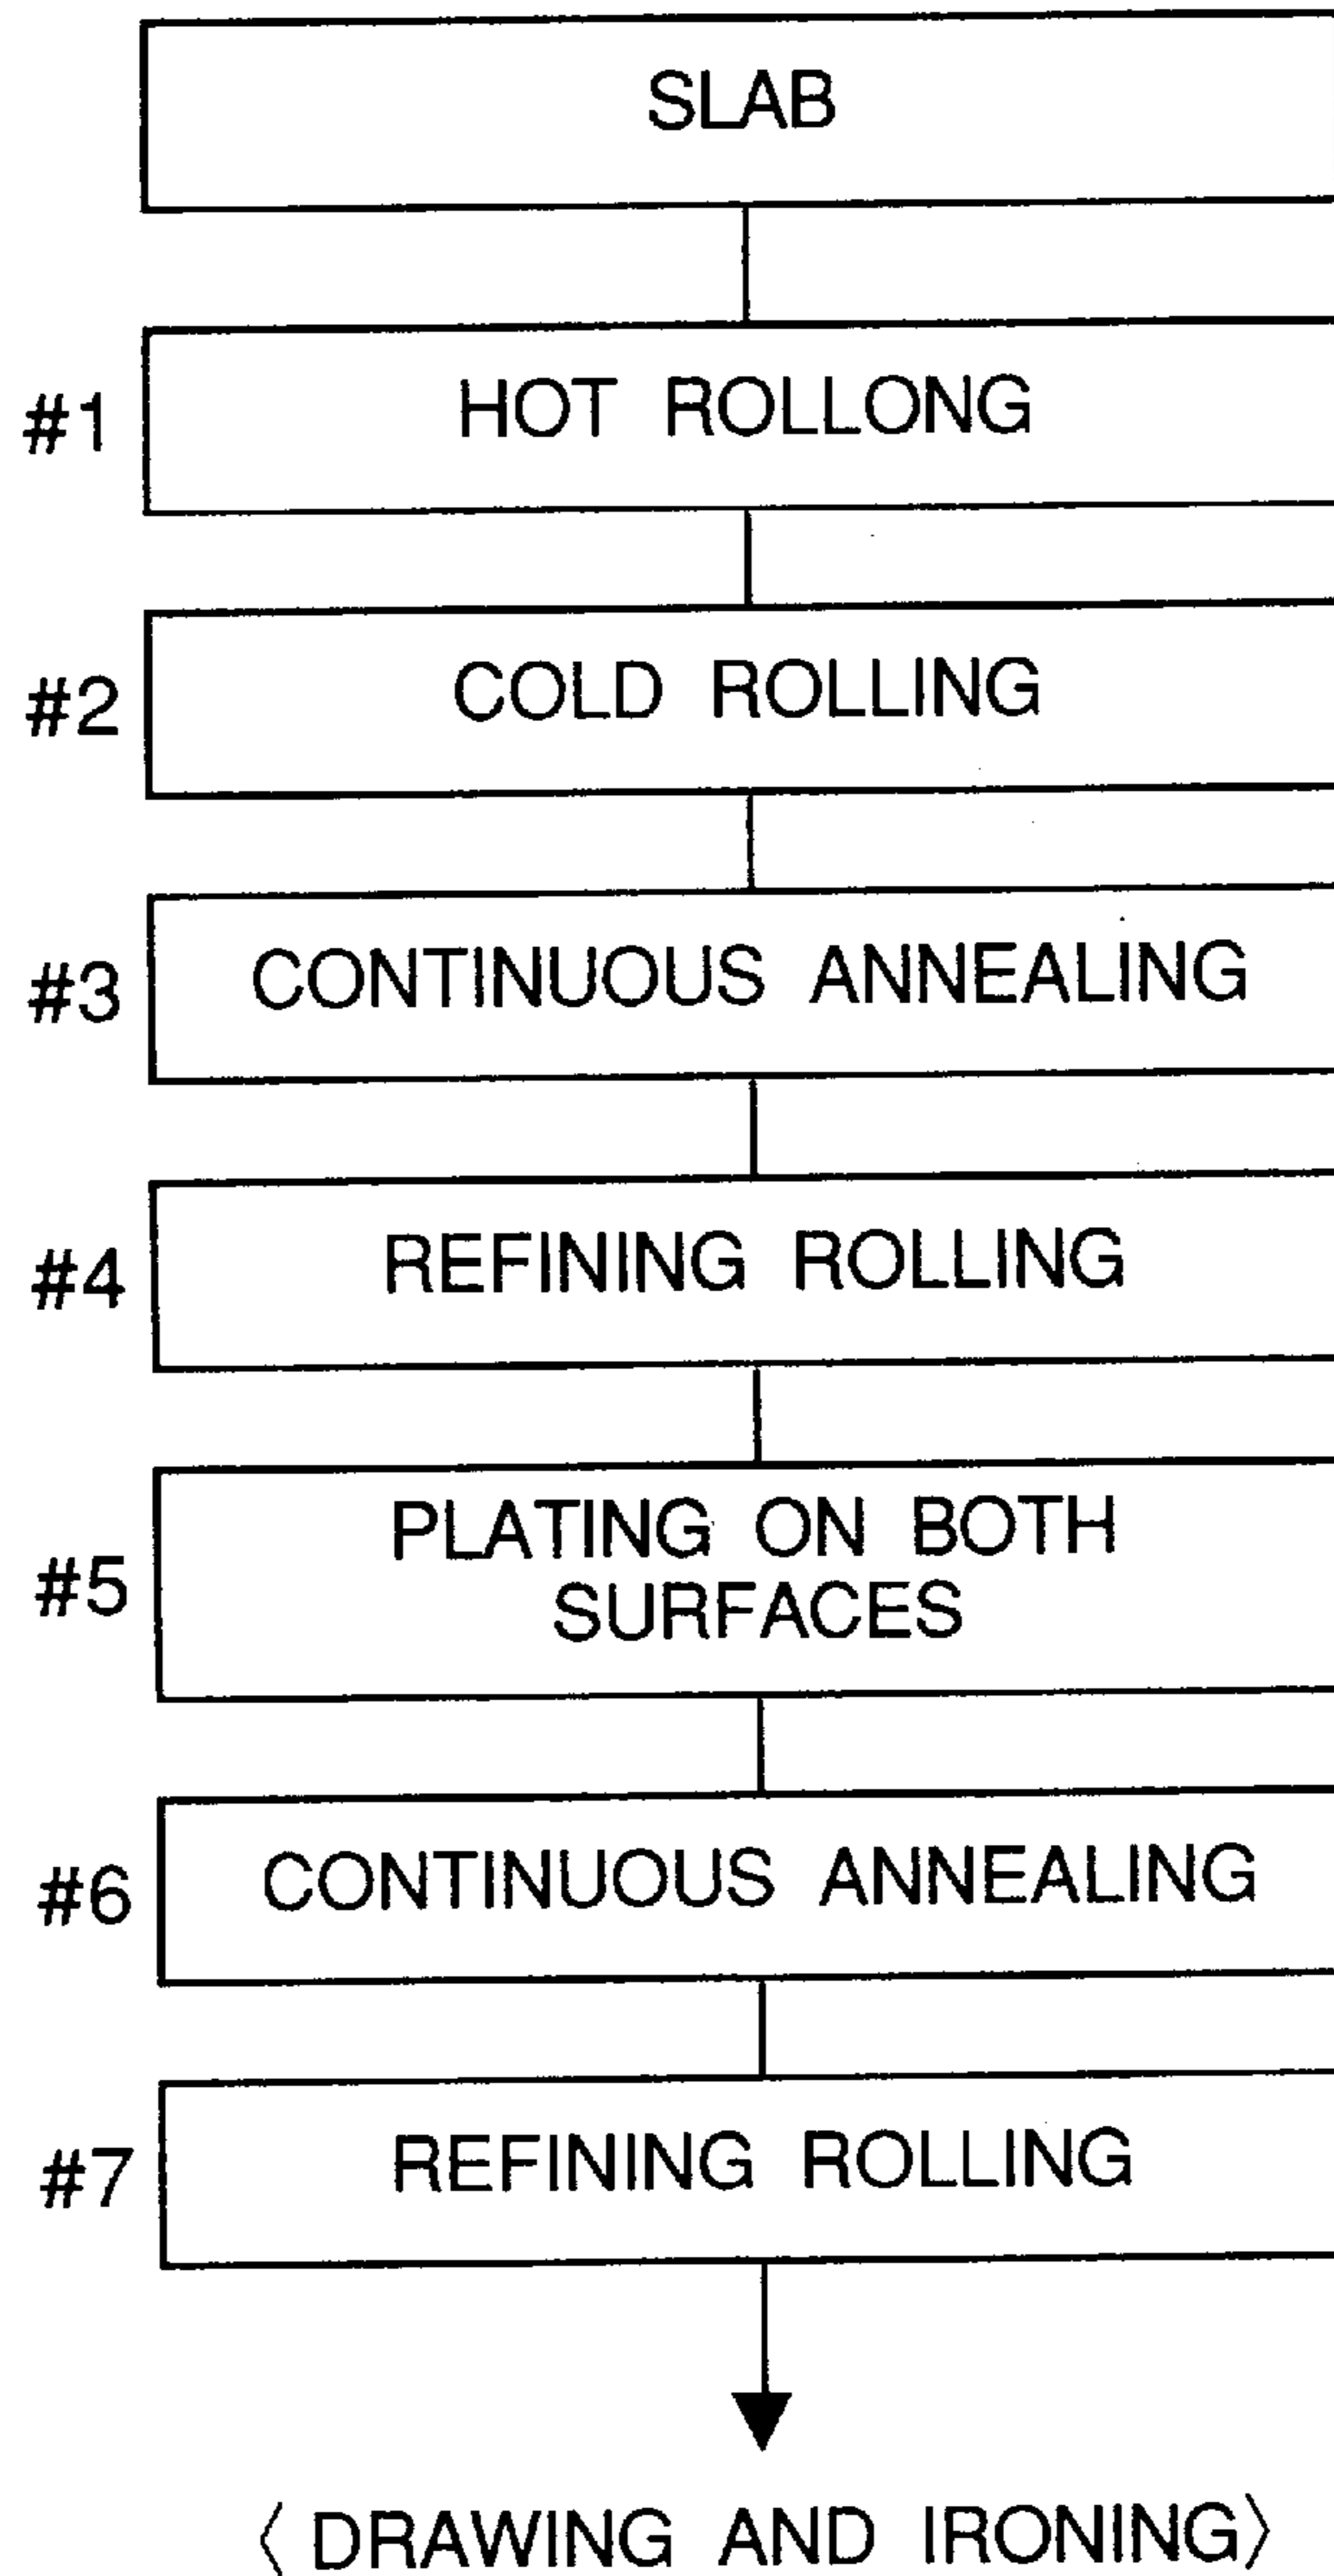 SLAB
#1 HOT ROLLONG
#2 COLD ROLLING
#3 CONTINUOUS ANNEALING
#4 REFINING ROLLING
PLATING ON BOTH
#5 SURFACES
#6 CONTINUOUS ANNEALING
#7 REFINING ROLLING
〈 DRAWING AND IRONING〉